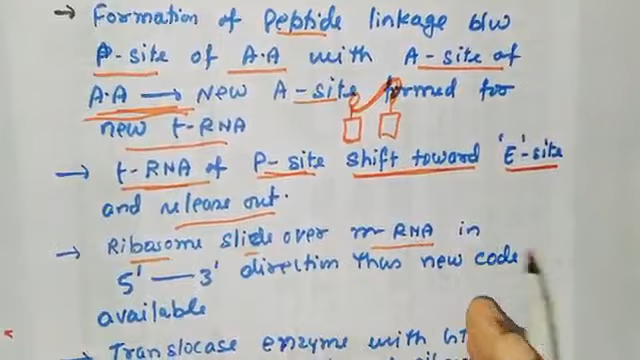 → Formation of Peptide linkage b/w
P-site of A.A with A-site of
A.A → New A-site formed for
new t-RNA
→ t-RNA of P-site shift toward 'E'-site
and release out.
→ Ribosome slide over m-RNA in
5' — 3' direction thus new code
available
→ Translocase enzyme with